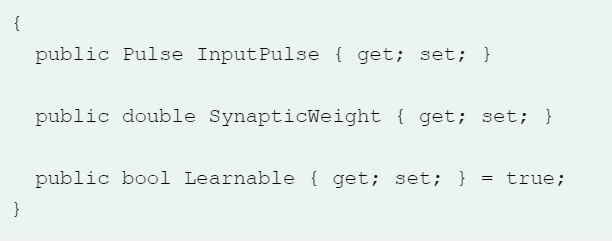 {
public Pulse InputPulse { get; set; }
public double SynapticWeight { get; set; }
public bool Learnable { get; set; } = true;
}